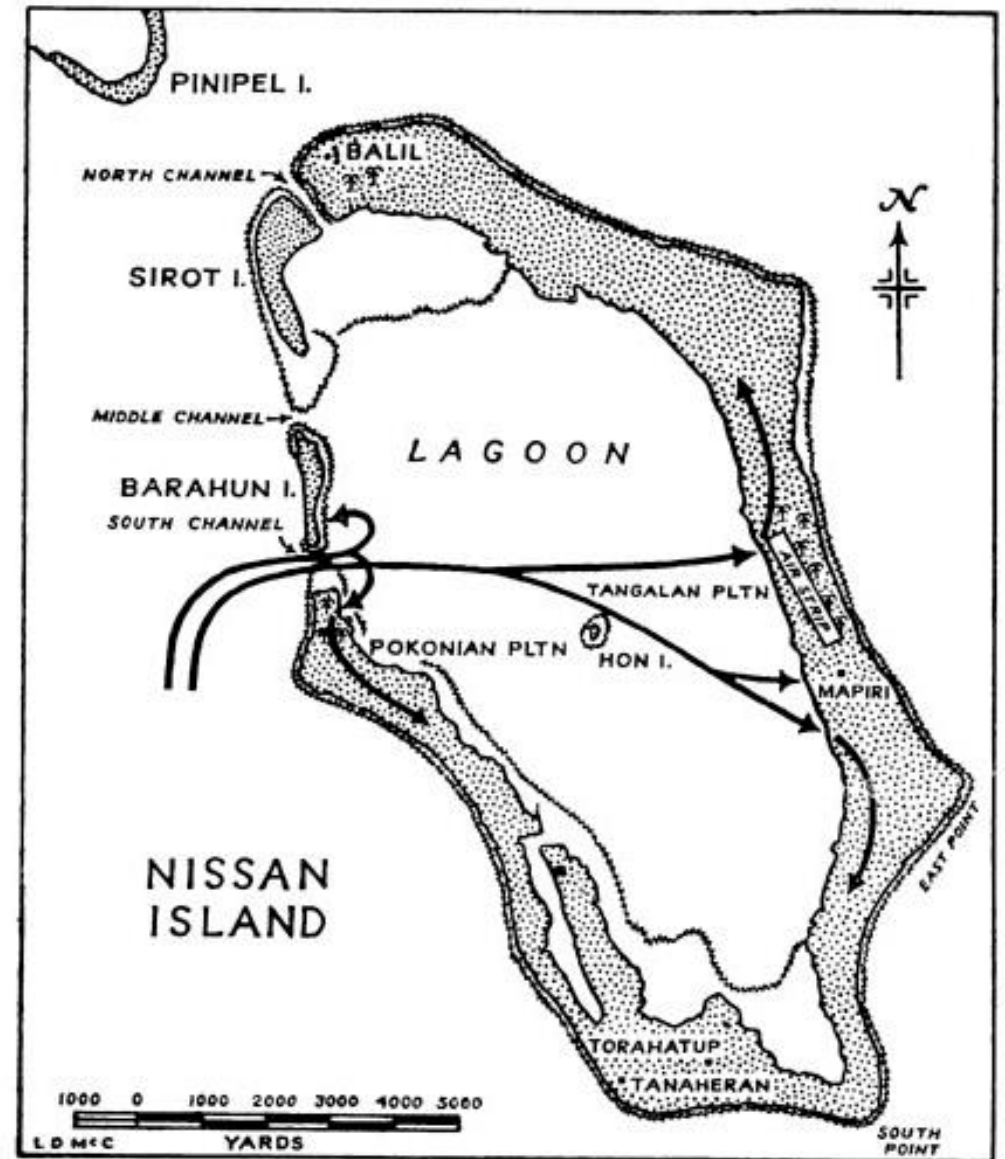 PINIPEL I.
BALIL
NORTH CHANNEL
N
SIROT I.
MIDDLE CHANNEL
LAGOON
BARAHUN I.
SOUTH CHANNEL
AIR STRIP
TANGALAN PLTN
POKONIAN PLTN
HON I.
MAPIRI
EAST POINT
NISSAN
ISLAND
TORAHATUP
TANAHERAN
1000 0 1000 2000 3000 4000 5000
YARDS
L D McC
SOUTH
POINT